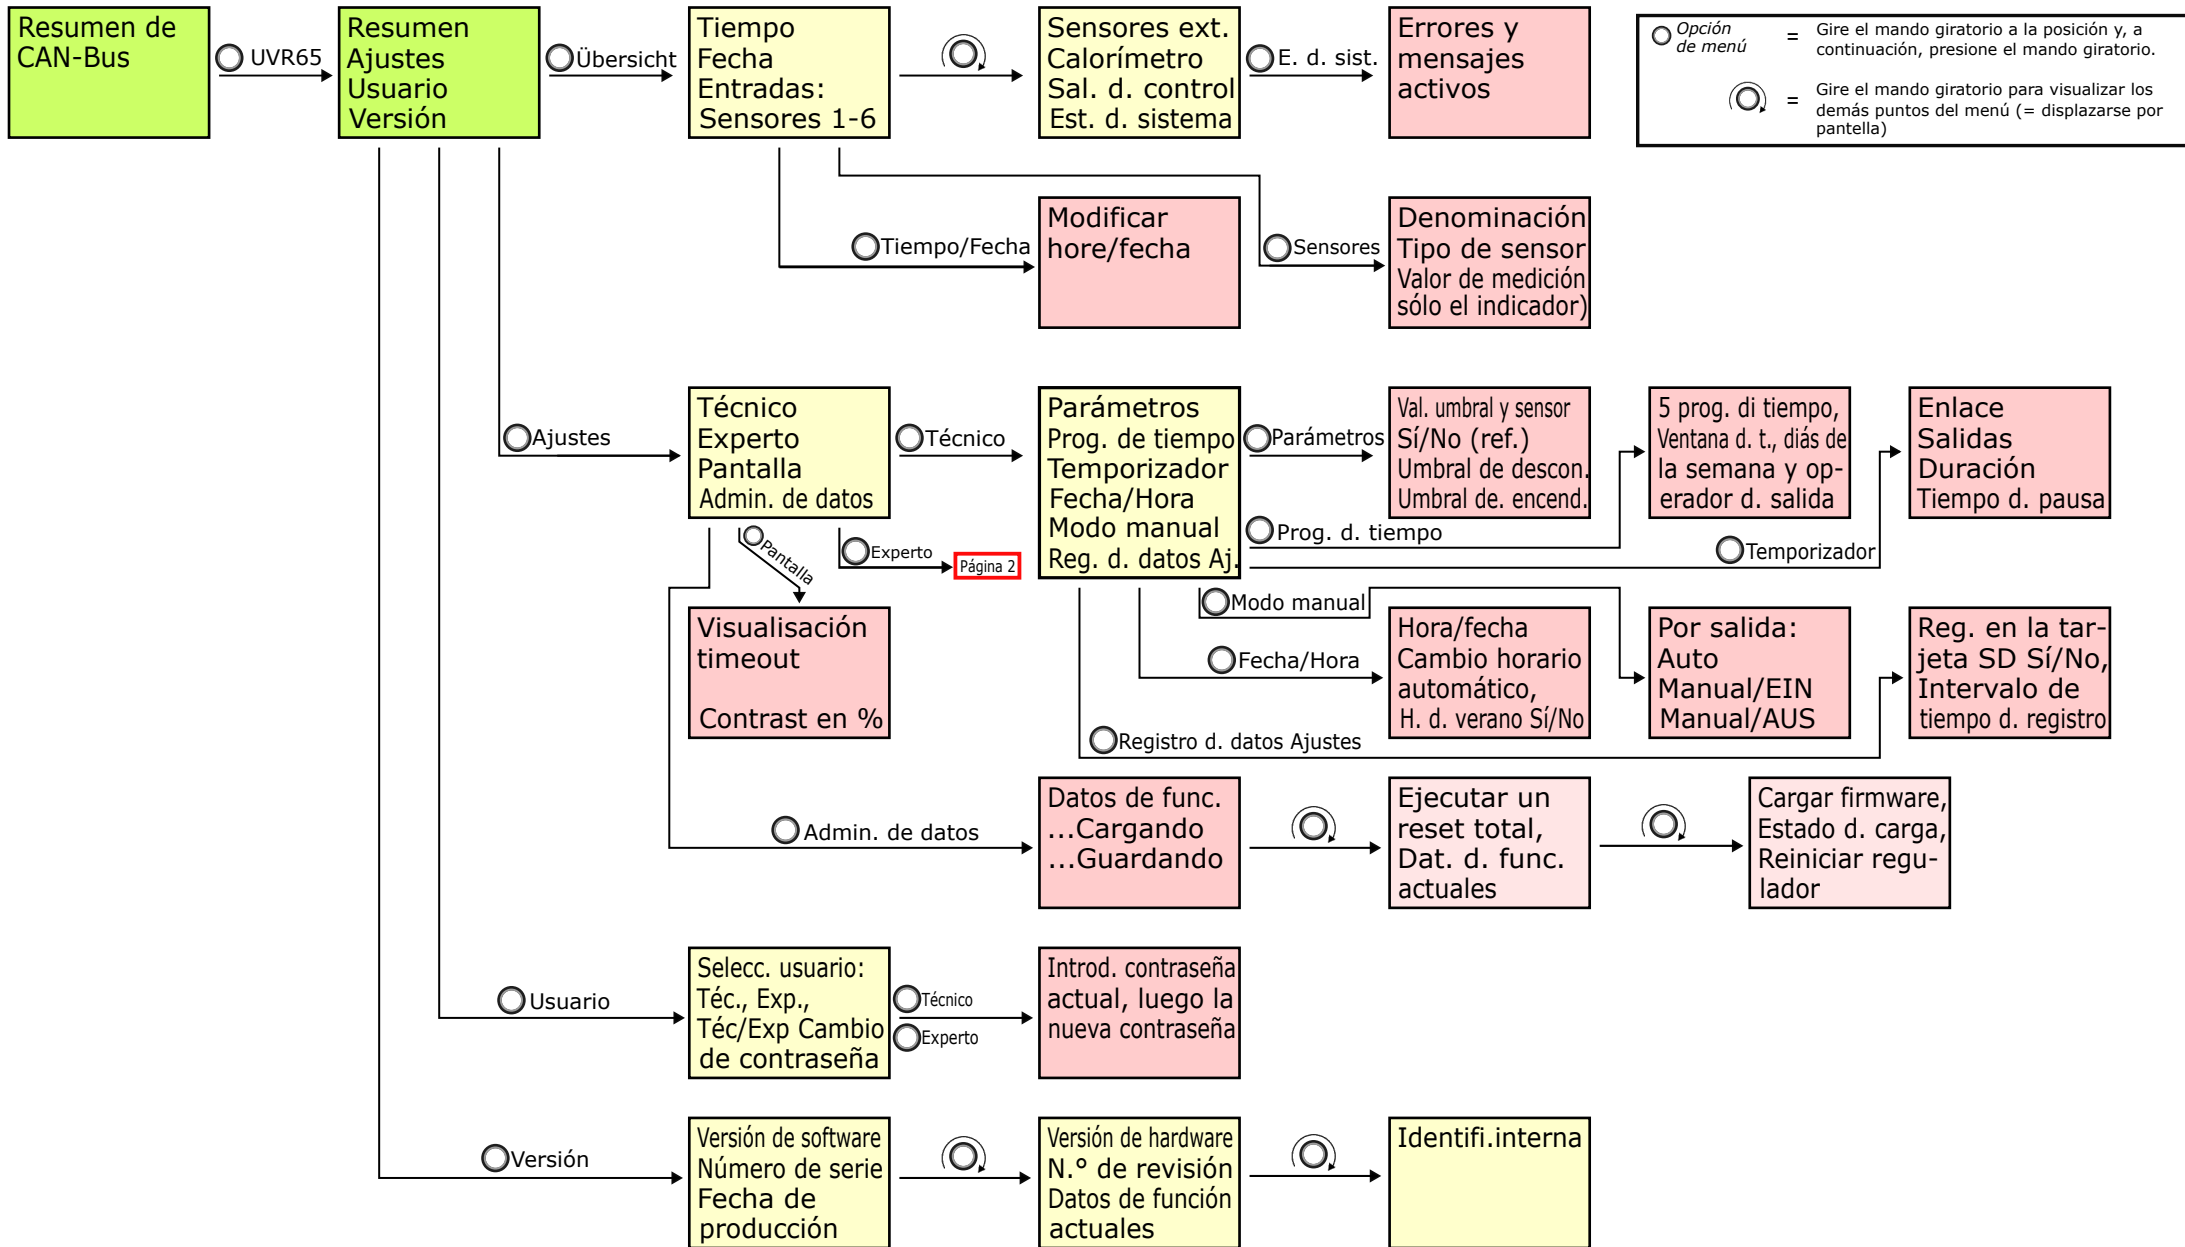 Resumen de
CAN-Bus
UVR65
Resumen
Ajustes
Usuario
Versión
Übersicht
Tiempo
Fecha
Entradas:
Sensores 1-6
Sensores ext.
Calorímetro
Sal. d. control
Est. d. sistema
E. d. sist.
Errores y
mensajes
activos
Opción
de menú
=
Gire el mando giratorio a la posición y, a
continuación, presione el mando giratorio.
=
Gire el mando giratorio para visualizar los
demás puntos del menú (= displazarse por
pantella)
Tiempo/Fecha
Modificar
hore/fecha
Sensores
Denominación
Tipo de sensor
Valor de medición
sólo el indicador)
Ajustes
Técnico
Experto
Pantalla
Admin. de datos
Técnico
Parámetros
Prog. de tiempo
Temporizador
Fecha/Hora
Modo manual
Reg. d. datos Aj.
Parámetros
Val. umbral y sensor
Sí/No (ref.)
Umbral de descon.
Umbral de. encend.
5 prog. di tiempo,
Ventana d. t., diás de
la semana y op-
erador d. salida
Enlace
Salidas
Duración
Tiempo d. pausa
Prog. d. tiempo
Temporizador
Pantalla
Experto
Página 2
Visualisación
timeout
Contrast en %
Modo manual
Fecha/Hora
Hora/fecha
Cambio horario
automático,
H. d. verano Sí/No
Por salida:
Auto
Manual/EIN
Manual/AUS
Reg. en la tar-
jeta SD Sí/No,
Intervalo de
tiempo d. registro
Registro d. datos Ajustes
Admin. de datos
Datos de func.
...Cargando
...Guardando
Ejecutar un
reset total,
Dat. d. func.
actuales
Cargar firmware,
Estado d. carga,
Reiniciar regu-
lador
Usuario
Selecc. usuario:
Téc., Exp.,
Téc/Exp Cambio
de contraseña
Técnico
Experto
Introd. contraseña
actual, luego la
nueva contraseña
Versión
Versión de software
Número de serie
Fecha de
producción
Versión de hardware
N.° de revisión
Datos de función
actuales
Identifi.interna